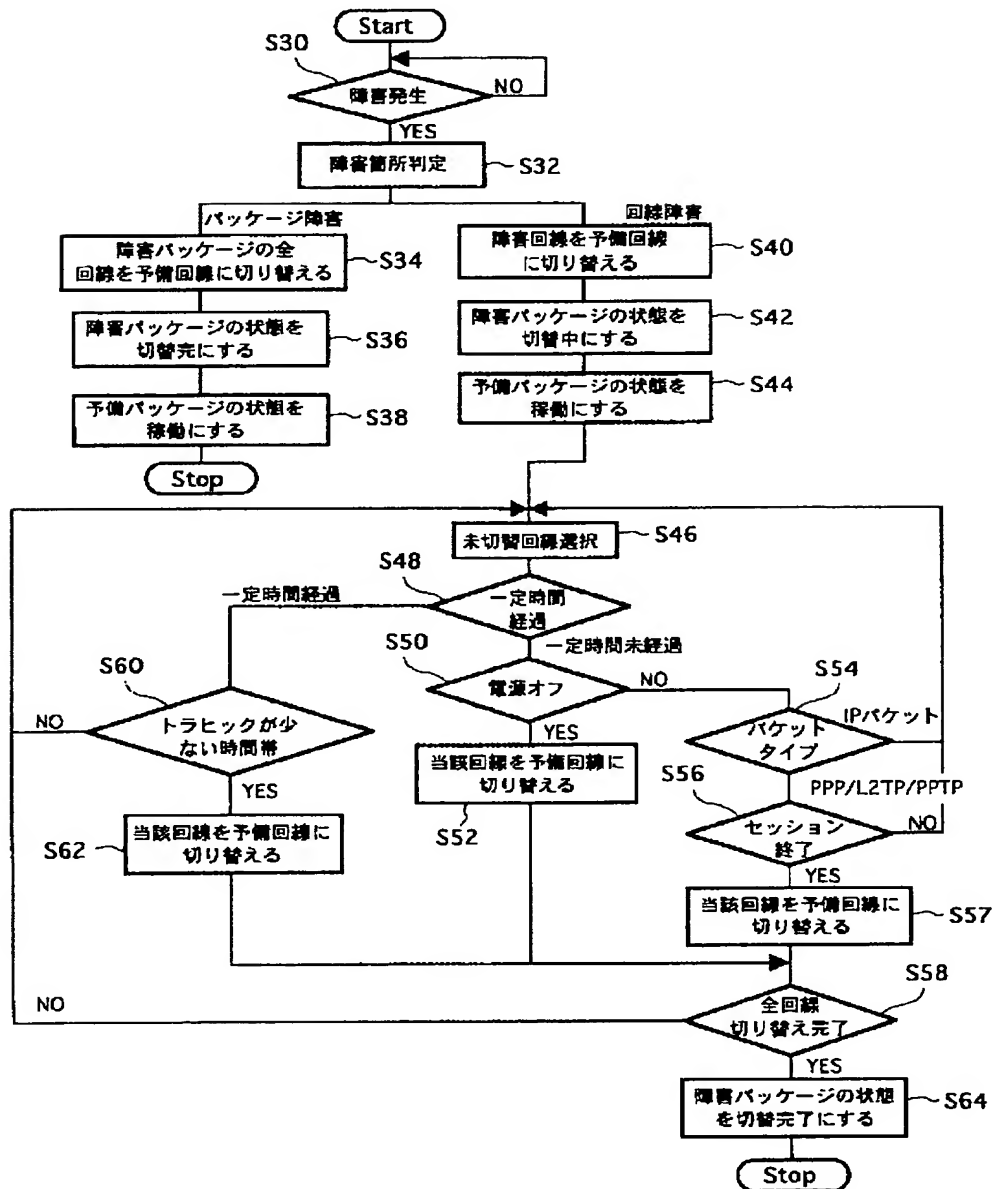 Start
S30
障害発生
NO
YES
障害箇所判定
S32
パッケージ障害
回線障害
障害パッケージの全
回線を予備回線に切り替える
S34
障害回線を予備回線
に切り替える
S40
障害パッケージの状態を
切替完にする
S36
障害パッケージの状態を
切替中にする
S42
予備パッケージの状態を
稼働にする
S38
予備パッケージの状態を
稼働にする
S44
Stop
未切替回線選択
S46
S48
一定時間
経過
一定時間経過
一定時間未経過
S50
電源オフ
NO
YES
S60
トラヒックが少
ない時間帯
NO
YES
S54
パケット
タイプ
IPパケット
PPP/L2TP/PPTP
当該回線を予備回線に
切り替える
S52
S56
セッション
終了
NO
YES
S62
当該回線を予備回線に
切り替える
当該回線を予備回線に
切り替える
S57
S58
全回線
切り替え完了
NO
YES
障害パッケージの状態
を切替完了にする
S64
Stop